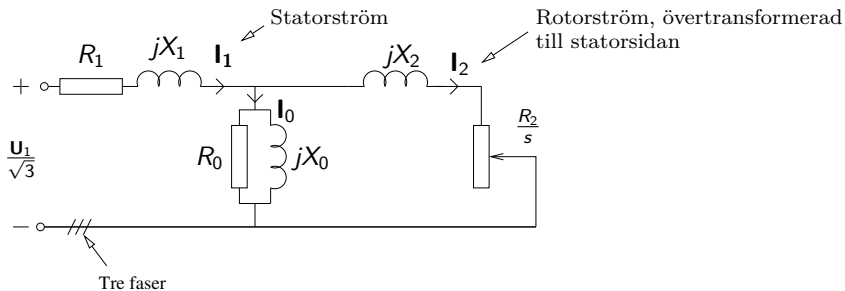 Statorström
Rotorström, övertransformerad
till statorsidan
R₁
jX₁
I₁
jX₂
I₂
+
I₀
R₂/s
U₁/√3
R₀
jX₀
−
Tre faser